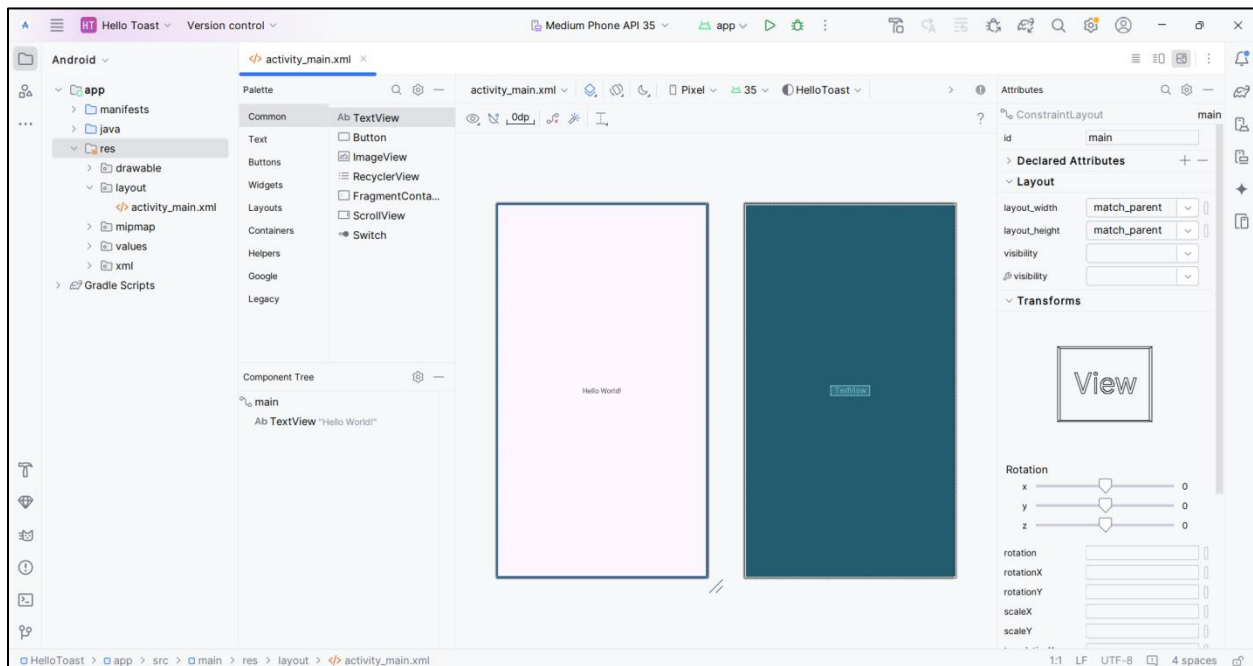 HT Hello Toast Version control Medium Phone API 35 app
Android
activity_main.xml
app
manifests
java
res
drawable
layout
activity_main.xml
mipmap
values
xml
Gradle Scripts
Palette
Common
Text
Buttons
Widgets
Layouts
Containers
Helpers
Google
Legacy
Ab TextView
Button
ImageView
RecyclerView
FragmentConta...
ScrollView
Switch
Component Tree
main
Ab TextView "Hello World!"
activity_main.xml Pixel 35 HelloToast
0dp
?
Hello World!
TextView
Attributes
ConstraintLayout main
id main
Declared Attributes
Layout
layout_width match_parent
layout_height match_parent
visibility
visibility
Transforms
View
Rotation
x 0
y 0
z 0
rotation
rotationX
rotationY
scaleX
scaleY
HelloToast > app > src > main > res > layout > activity_main.xml 1:1 LF UTF-8 4 spaces